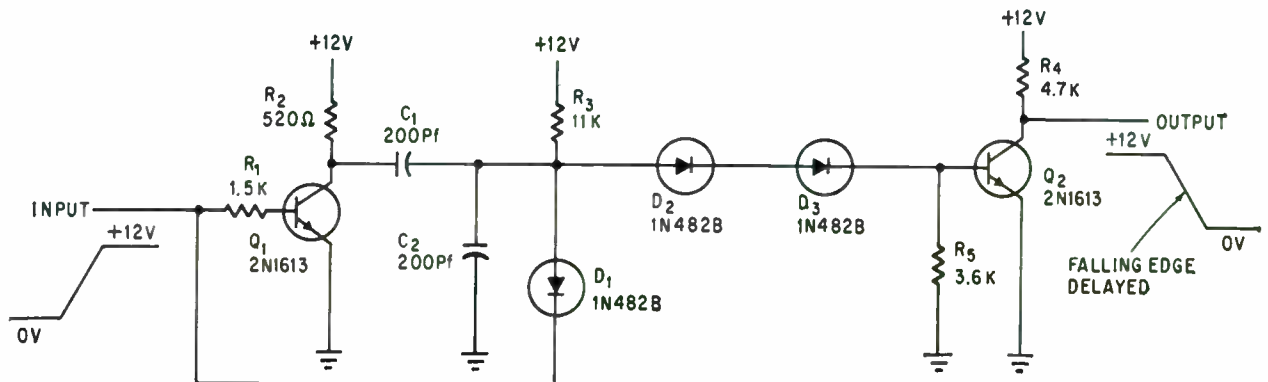 +12V
R2
520Ω
C1
200Pf
+12V
R3
11K
R1
1.5K
INPUT
+12V
0V
Q1
2N1613
C2
200Pf
D1
1N482B
D2
1N482B
D3
1N482B
R5
3.6K
+12V
R4
4.7K
OUTPUT
+12V
Q2
2N1613
FALLING EDGE
DELAYED
0V